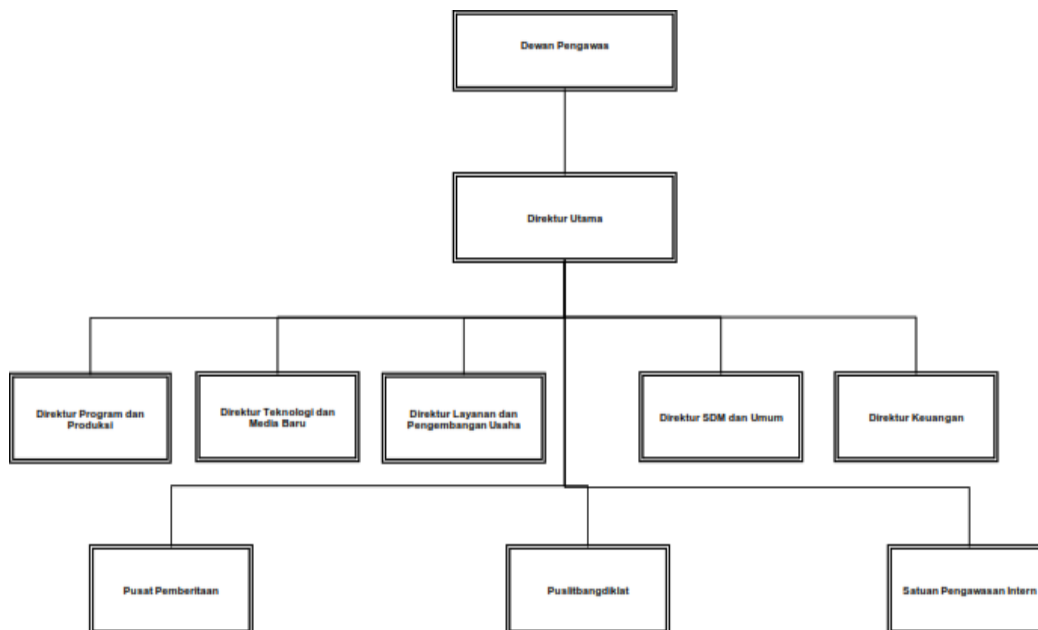 Dewan Pengawas
Direktur Utama
Direktur Program dan
Produksi
Direktur Teknologi dan
Media Baru
Direktur Layanan dan
Pengembangan Usaha
Direktur SDM dan Umum
Direktur Keuangan
Pusat Pemberitaan
Puslitbangdiklat
Satuan Pengawasan Intern